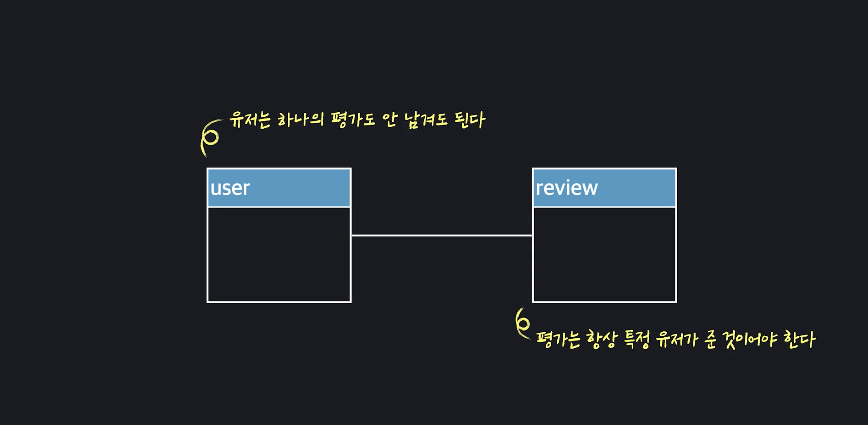 유저는 하나의 평가도 안 남겨도 된다
user
review
평가는 항상 특정 유저가 준 것이어야 한다